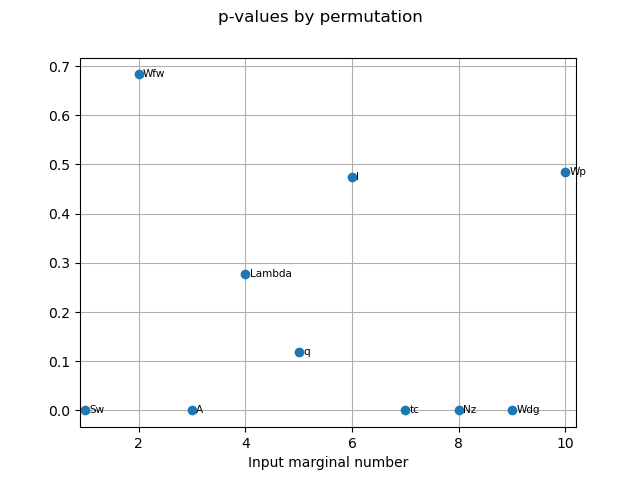 p-values by permutation
0.7
Wfw
0.6
0.5
Wp
l
0.4
0.3
Lambda
0.2
0.1
q
0.0
Sw
A
tc
Nz
Wdg
2
4
6
8
10
Input marginal number